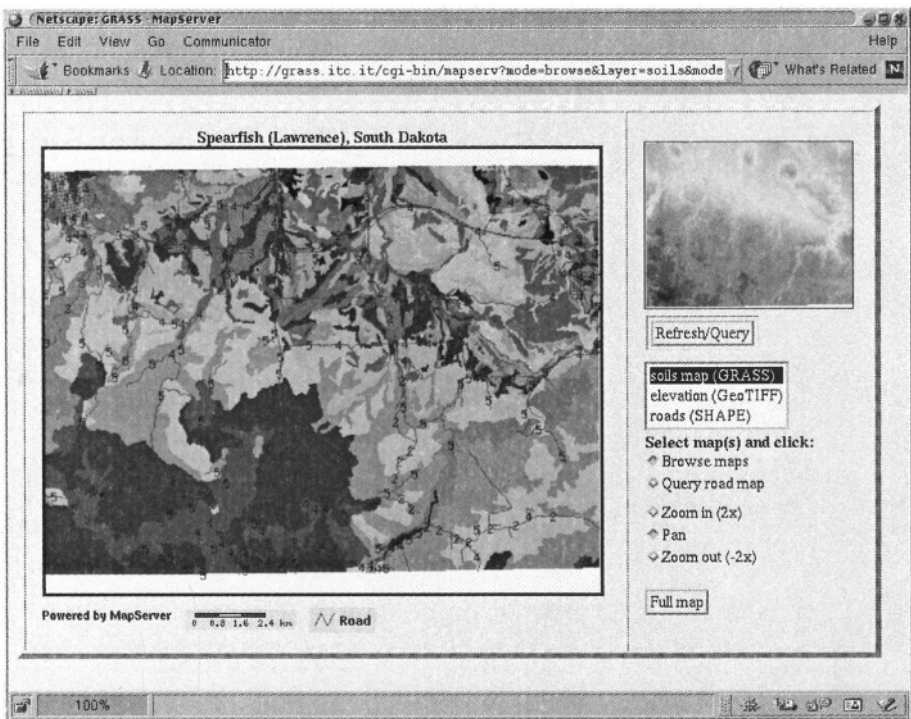 Netscape: GRASS - MapServer
File Edit View Go Communicator Help
Bookmarks Location: http://grass.itc.it/cgi-bin/mapserv?mode=browse&layer=soils&mode What's Related N
Spearfish (Lawrence), South Dakota
Refresh/Query
soils map (GRASS)
elevation (GeoTIFF)
roads (SHAPE)
Select map(s) and click:
Browse maps
Query road map
Zoom in (2x)
Pan
Zoom out (-2x)
Full map
Powered by MapServer
0 0.8 1.6 2.4 km
Road
100%